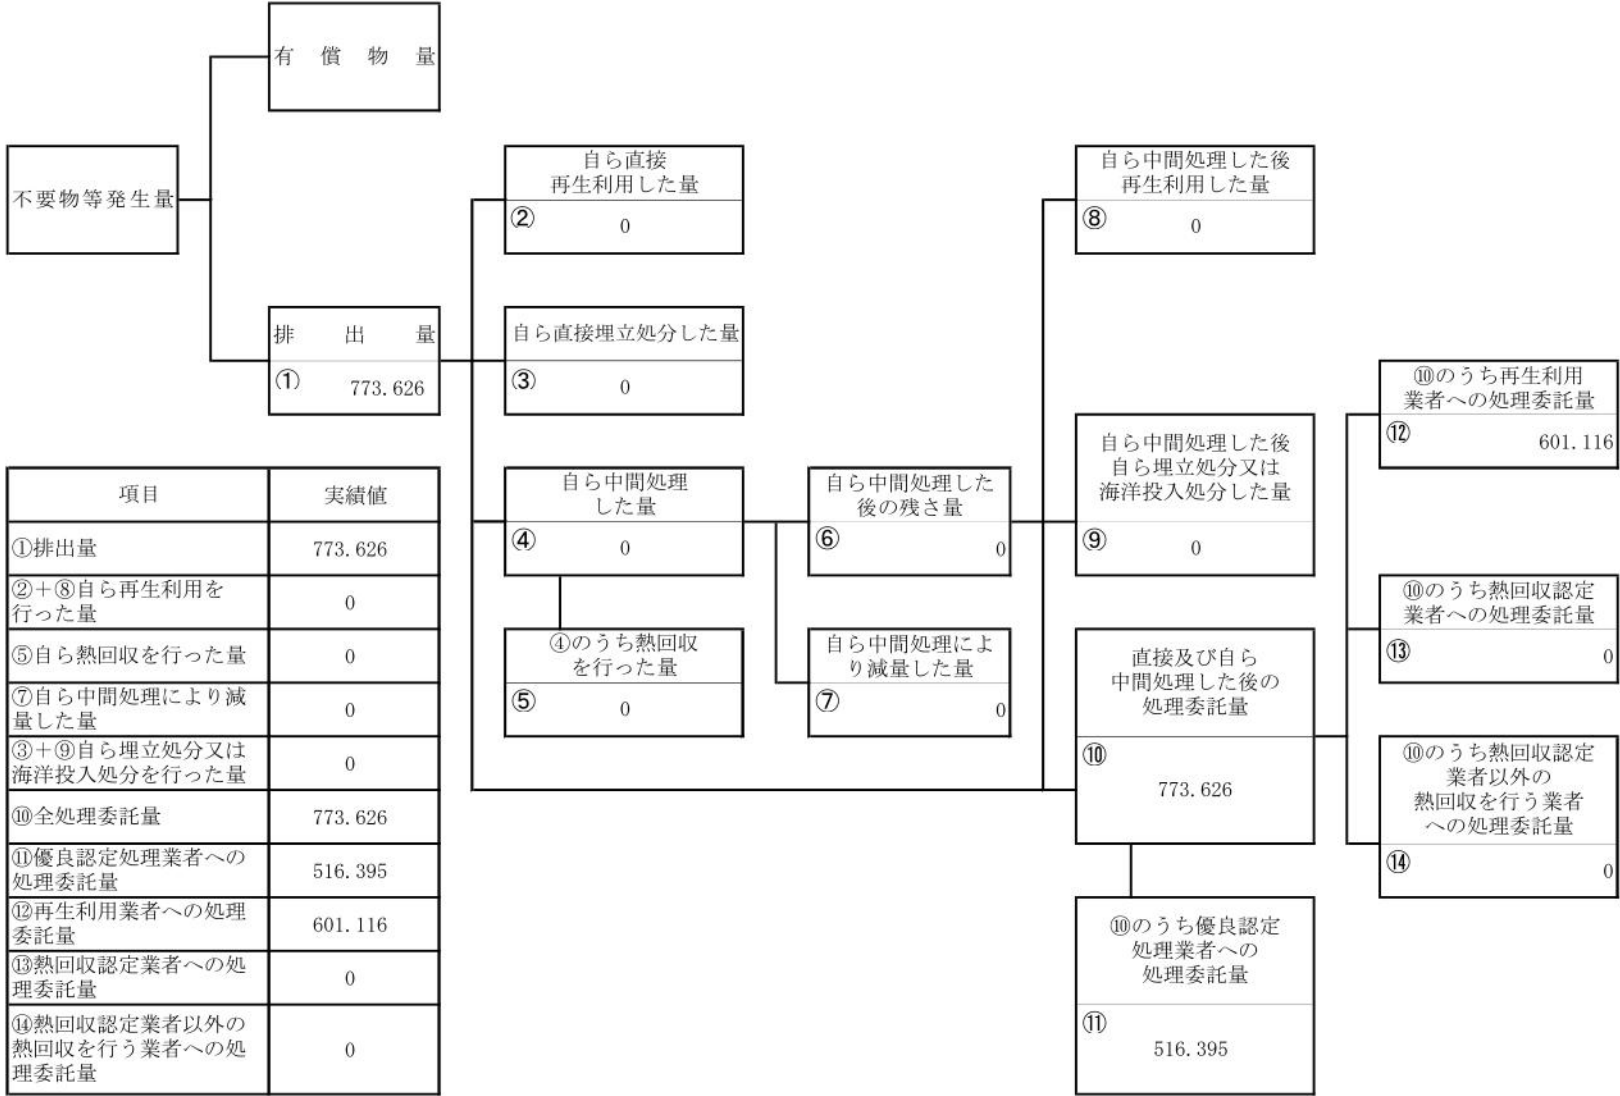 有償物量
不要物等発生量
排出量
①
773.626
自ら直接
再生利用した量
②
0
自ら直接埋立処分した量
③
0
自ら中間処理
した量
④
0
④のうち熱回収
を行った量
⑤
0
自ら中間処理した
後の残さ量
⑥
0
自ら中間処理によ
り減量した量
⑦
0
自ら中間処理した後
再生利用した量
⑧
0
自ら中間処理した後
自ら埋立処分又は
海洋投入処分した量
⑨
0
直接及び自ら
中間処理した後の
処理委託量
⑩
773.626
⑩のうち優良認定
処理業者への
処理委託量
⑪
516.395
⑩のうち再生利用
業者への処理委託量
⑫
601.116
⑩のうち熱回収認定
業者への処理委託量
⑬
0
⑩のうち熱回収認定
業者以外の
熱回収を行う業者
への処理委託量
⑭
0
項目 実績値
①排出量 773.626
②＋⑧自ら再生利用を
行った量
0
⑤自ら熱回収を行った量 0
⑦自ら中間処理により減
量した量
0
③＋⑨自ら埋立処分又は
海洋投入処分を行った量
0
⑩全処理委託量 773.626
⑪優良認定処理業者への
処理委託量
516.395
⑫再生利用業者への処理
委託量
601.116
⑬熱回収認定業者への処
理委託量
0
⑭熱回収認定業者以外の
熱回収を行う業者への処
理委託量
0